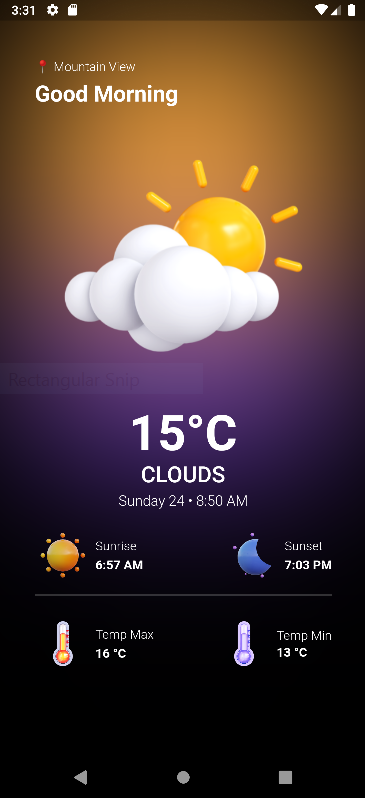 3:31
Mountain View
Good Morning
Rectangular Snip
15°C
CLOUDS
Sunday 24 • 8:50 AM
Sunrise
6:57 AM
Sunset
7:03 PM
Temp Max
16 °C
Temp Min
13 °C